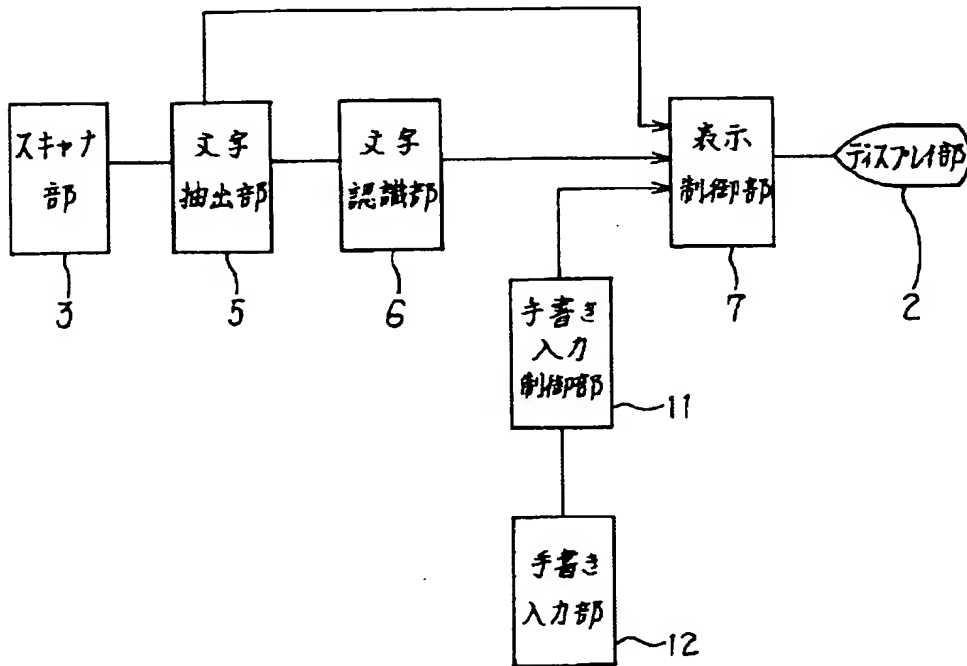 スキャナ
部
文字
抽出部
文字
認識部
表示
制御部
ディスプレイ部
3
5
6
7
2
手書き
入力
制御部
11
手書き
入力部
12